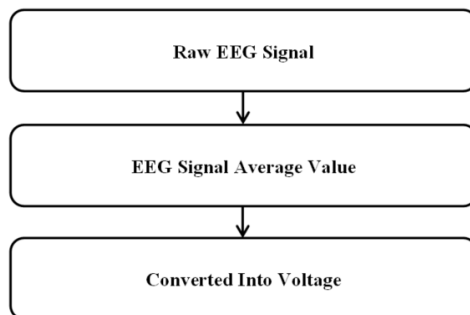 Raw EEG Signal
EEG Signal Average Value
Converted Into Voltage